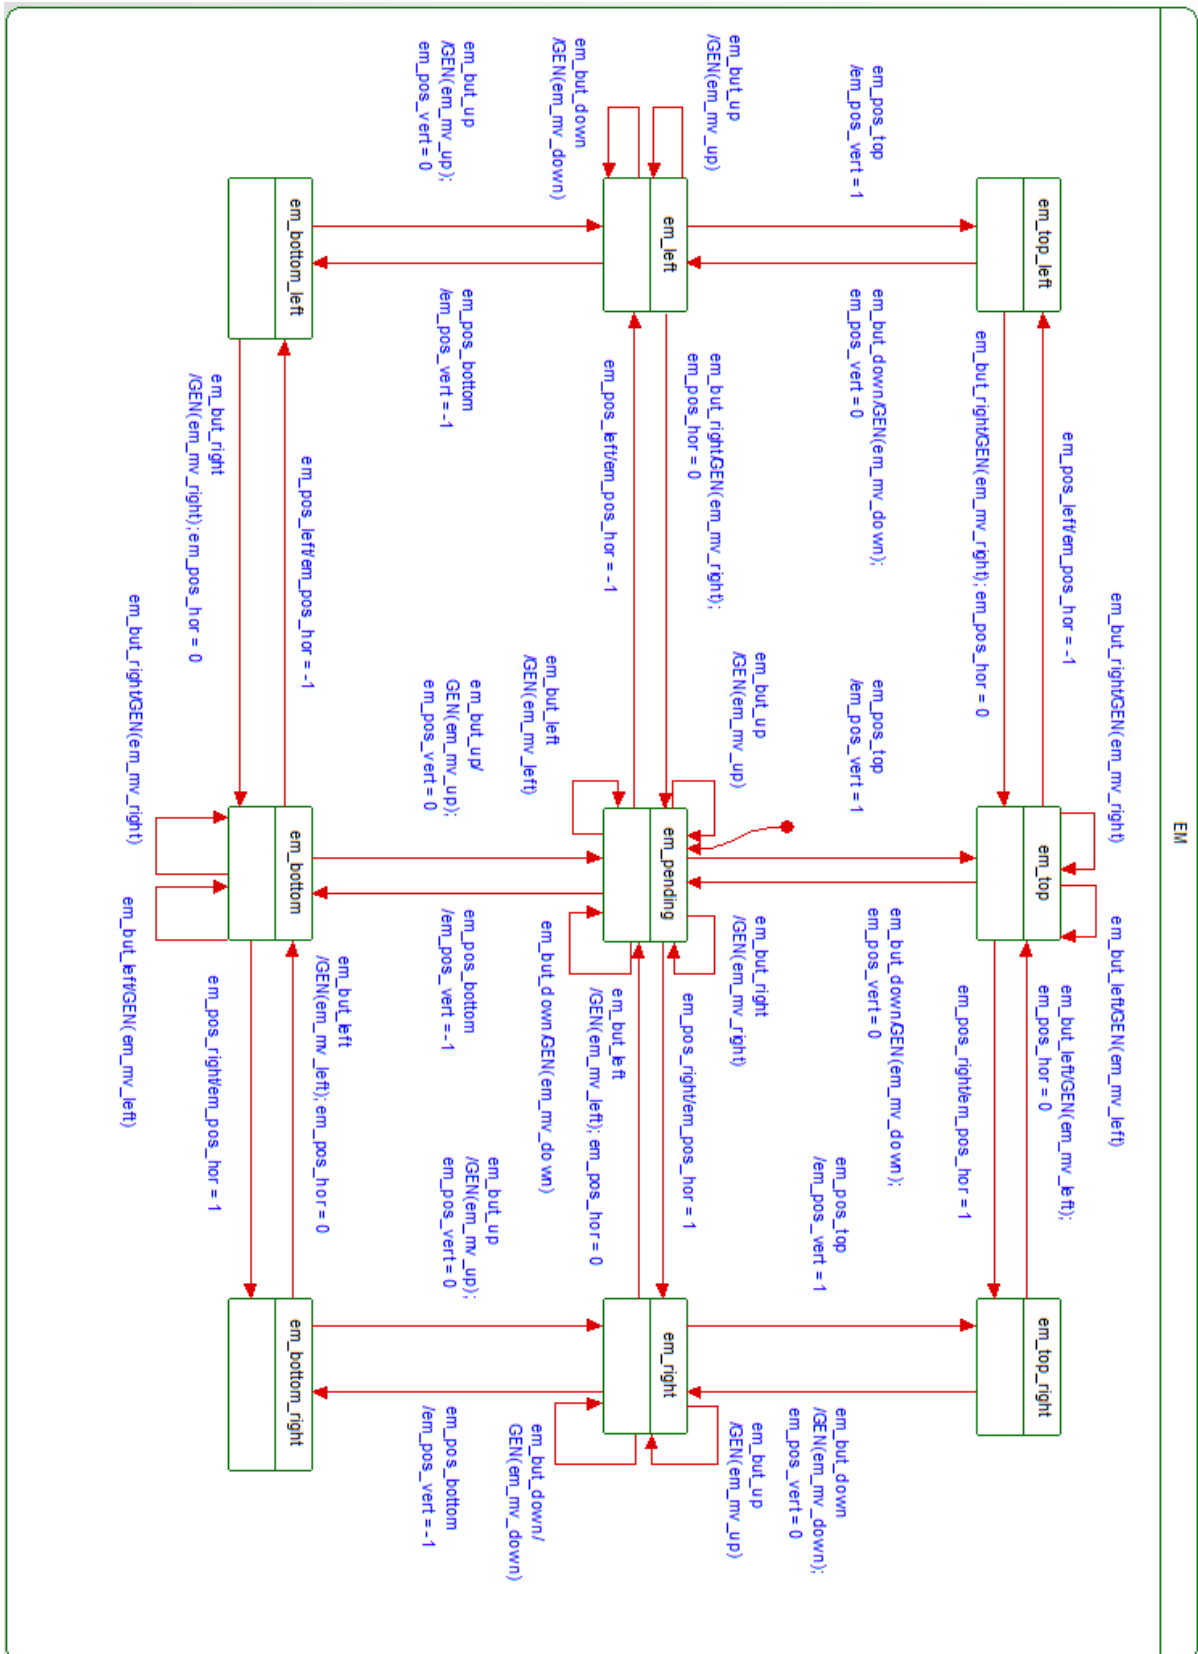 EM
em_pos_top
/em_pos_vert = 1
em_top_left
em_but_down/GEN(em_mv_down);
em_pos_vert = 0
em_but_right/GEN(em_mv_right); em_pos_hor = 0
em_pos_left/em_pos_hor = -1
em_but_right/GEN(em_mv_right)
em_top
em_but_left/GEN(em_mv_left)
em_but_left/GEN(em_mv_left);
em_pos_hor = 0
em_pos_right/em_pos_hor = 1
em_top_right
em_pos_top
/em_pos_vert = 1
em_but_down/GEN(em_mv_down);
em_pos_vert = 0
em_pos_top
/em_pos_vert = 1
em_but_down
/GEN(em_mv_down);
em_pos_vert = 0
em_but_up
/GEN(em_mv_up)
em_but_down
/GEN(em_mv_down)
em_left
em_but_right/GEN(em_mv_right);
em_pos_hor = 0
em_pos_left/em_pos_hor = -1
em_but_up
/GEN(em_mv_up)
em_but_left
/GEN(em_mv_left)
em_pending
em_but_right
/GEN(em_mv_right)
em_but_down/GEN(em_mv_down)
em_pos_right/em_pos_hor = 1
em_but_left
/GEN(em_mv_left); em_pos_hor = 0
em_right
em_but_up
/GEN(em_mv_up)
em_but_down/
GEN(em_mv_down)
em_but_up
/GEN(em_mv_up);
em_pos_vert = 0
em_pos_bottom
/em_pos_vert = -1
em_but_up/
GEN(em_mv_up);
em_pos_vert = 0
em_pos_bottom
/em_pos_vert = -1
em_but_up
/GEN(em_mv_up);
em_pos_vert = 0
em_pos_bottom
/em_pos_vert = -1
em_bottom_left
em_pos_left/em_pos_hor = -1
em_but_right
/GEN(em_mv_right); em_pos_hor = 0
em_bottom
em_but_right/GEN(em_mv_right)
em_but_left/GEN(em_mv_left)
em_but_left
/GEN(em_mv_left); em_pos_hor = 0
em_pos_right/em_pos_hor = 1
em_bottom_right